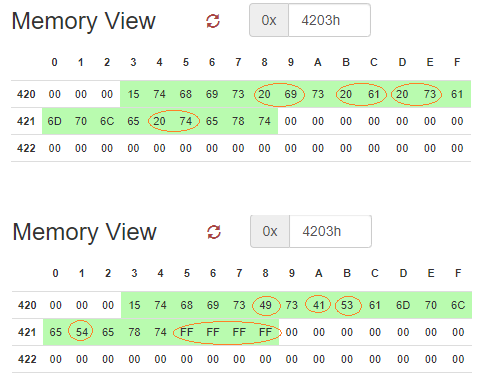 Memory View 0x 4203h
0 1 2 3 4 5 6 7 8 9 A B C D E F
420 00 00 00 15 74 68 69 73 20 69 73 20 61 20 73 61
421 6D 70 6C 65 20 74 65 78 74 00 00 00 00 00 00 00
422 00 00 00 00 00 00 00 00 00 00 00 00 00 00 00 00
Memory View 0x 4203h
0 1 2 3 4 5 6 7 8 9 A B C D E F
420 00 00 00 15 74 68 69 73 49 73 41 53 61 6D 70 6C
421 65 54 65 78 74 FF FF FF FF 00 00 00 00 00 00 00
422 00 00 00 00 00 00 00 00 00 00 00 00 00 00 00 00